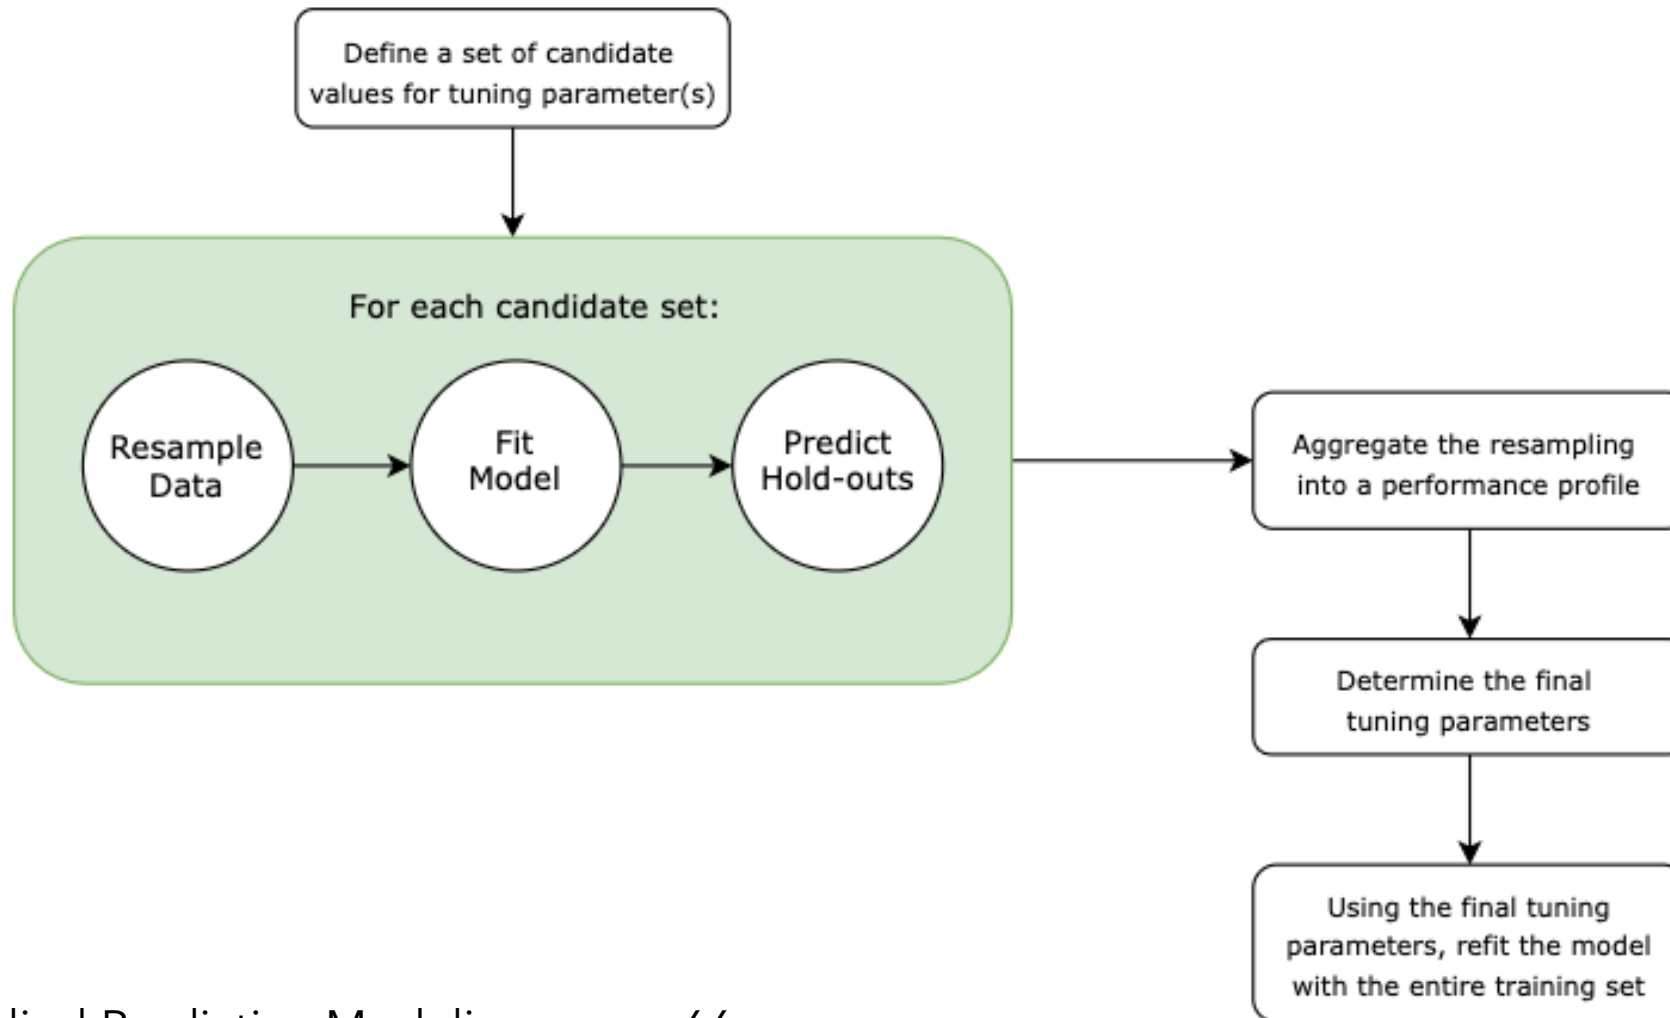 Define a set of candidate
values for tuning parameter(s)
For each candidate set:
Resample
Data
Fit
Model
Predict
Hold-outs
Aggregate the resampling
into a performance profile
Determine the final
tuning parameters
Using the final tuning
parameters, refit the model
with the entire training set